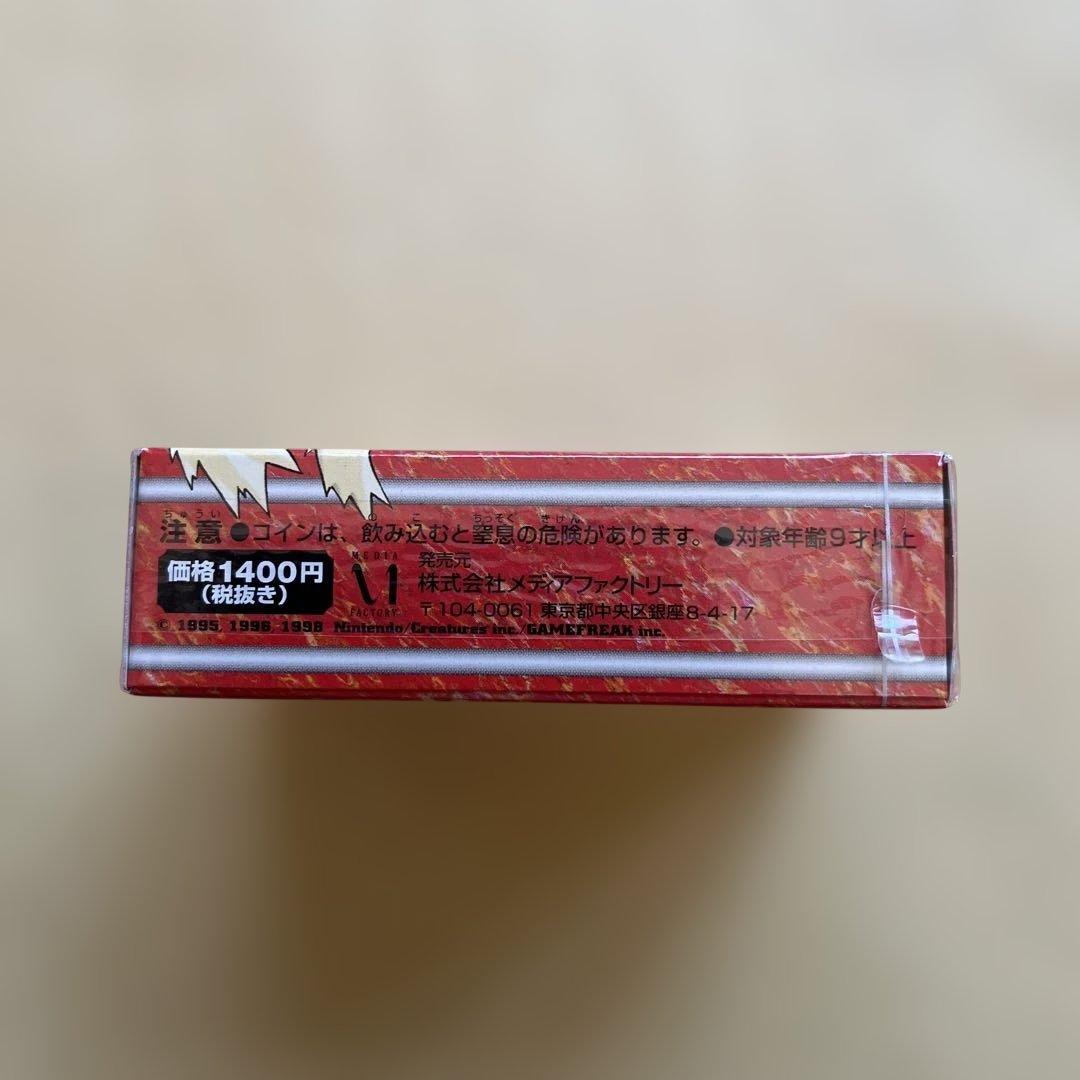 ちゅうい のこ ちっそく きけん
注意●コインは、飲み込むと窒息の危険があります。●対象年齢9才以上
価格1400円
(税抜き)
MEDIA
FACTORY
発売元
株式会社メディアファクトリー
〒104-0061 東京都中央区銀座8-4-17
© 1995, 1996, 1998 Nintendo/Creatures inc./GAMEFREAK inc.